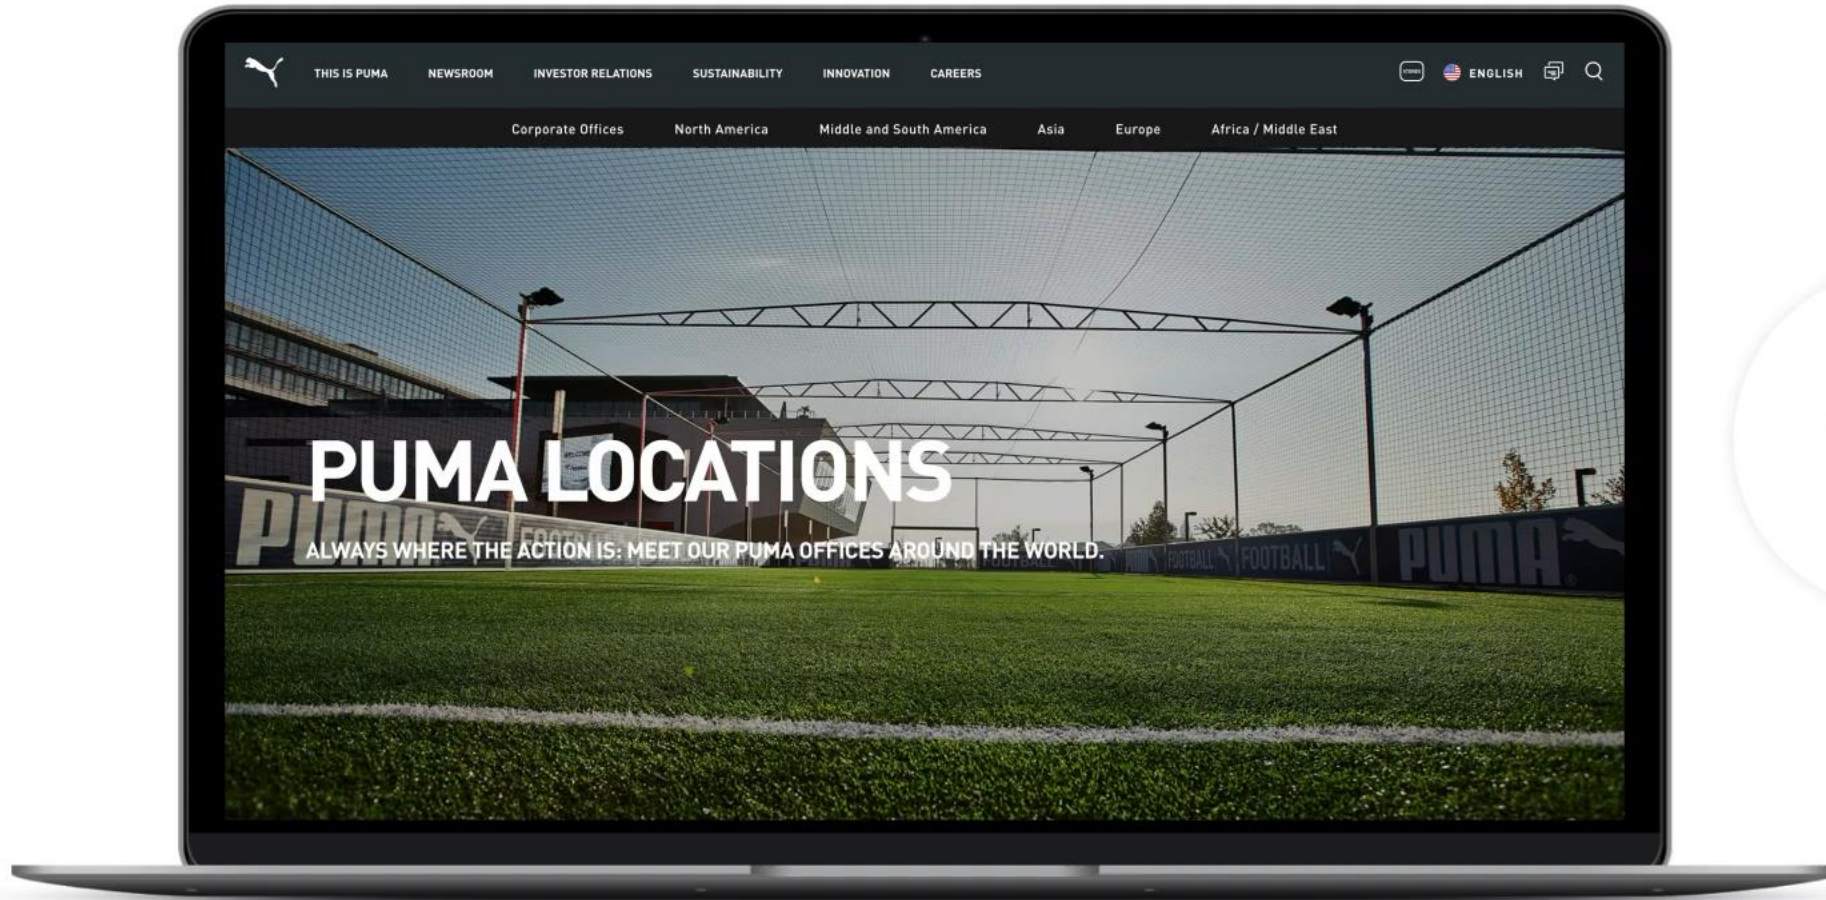 THIS IS PUMA NEWSROOM INVESTOR RELATIONS SUSTAINABILITY INNOVATION CAREERS ENGLISH
Corporate Offices North America Middle and South America Asia Europe Africa / Middle East
PUMA LOCATIONS
ALWAYS WHERE THE ACTION IS: MEET OUR PUMA OFFICES AROUND THE WORLD.
PUMA FOOTBALL FOOTBALL FOOTBALL FOOTBALL PUMA